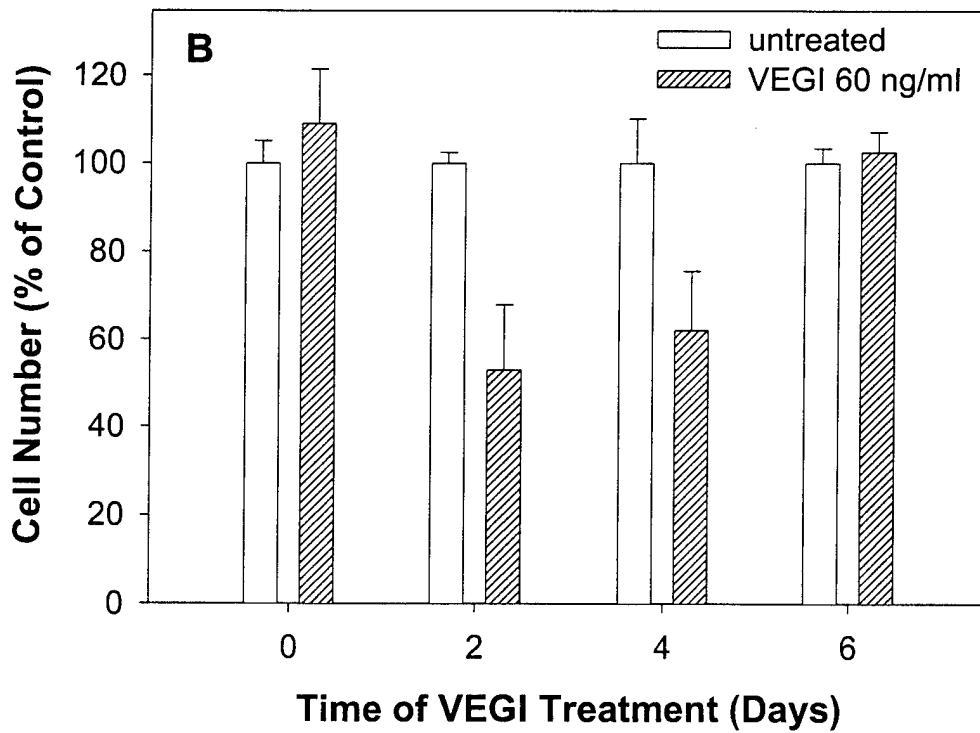 B
untreated
VEGI 60 ng/ml
120
100
80
60
40
20
0
Cell Number (% of Control)
0 2 4 6
Time of VEGI Treatment (Days)